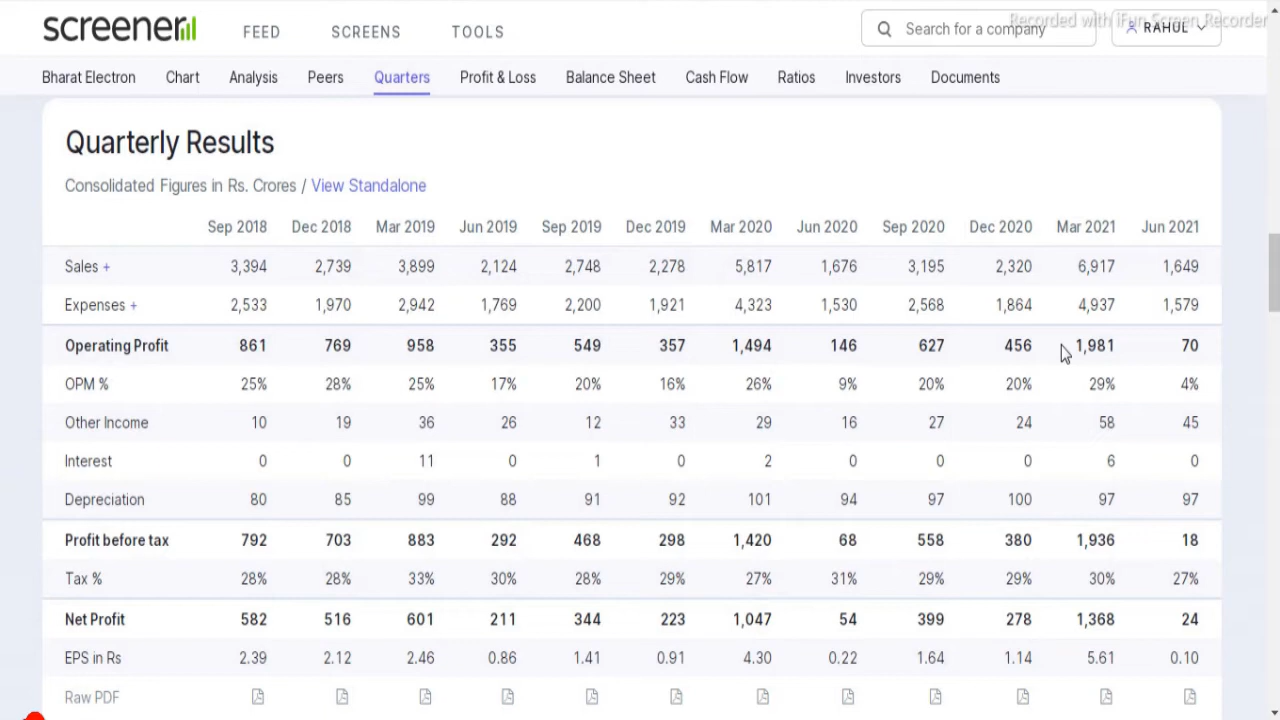 screener FEED SCREENS TOOLS Search for a company RAHUL
Recorded with iFun Screen Recorder
Bharat Electron Chart Analysis Peers Quarters Profit & Loss Balance Sheet Cash Flow Ratios Investors Documents
Quarterly Results
Consolidated Figures in Rs. Crores / View Standalone
Sep 2018 Dec 2018 Mar 2019 Jun 2019 Sep 2019 Dec 2019 Mar 2020 Jun 2020 Sep 2020 Dec 2020 Mar 2021 Jun 2021
Sales + 3,394 2,739 3,899 2,124 2,748 2,278 5,817 1,676 3,195 2,320 6,917 1,649
Expenses + 2,533 1,970 2,942 1,769 2,200 1,921 4,323 1,530 2,568 1,864 4,937 1,579
Operating Profit 861 769 958 355 549 357 1,494 146 627 456 1,981 70
OPM % 25% 28% 25% 17% 20% 16% 26% 9% 20% 20% 29% 4%
Other Income 10 19 36 26 12 33 29 16 27 24 58 45
Interest 0 0 11 0 1 0 2 0 0 0 6 0
Depreciation 80 85 99 88 91 92 101 94 97 100 97 97
Profit before tax 792 703 883 292 468 298 1,420 68 558 380 1,936 18
Tax % 28% 28% 33% 30% 28% 29% 27% 31% 29% 29% 30% 27%
Net Profit 582 516 601 211 344 223 1,047 54 399 278 1,368 24
EPS in Rs 2.39 2.12 2.46 0.86 1.41 0.91 4.30 0.22 1.64 1.14 5.61 0.10
Raw PDF